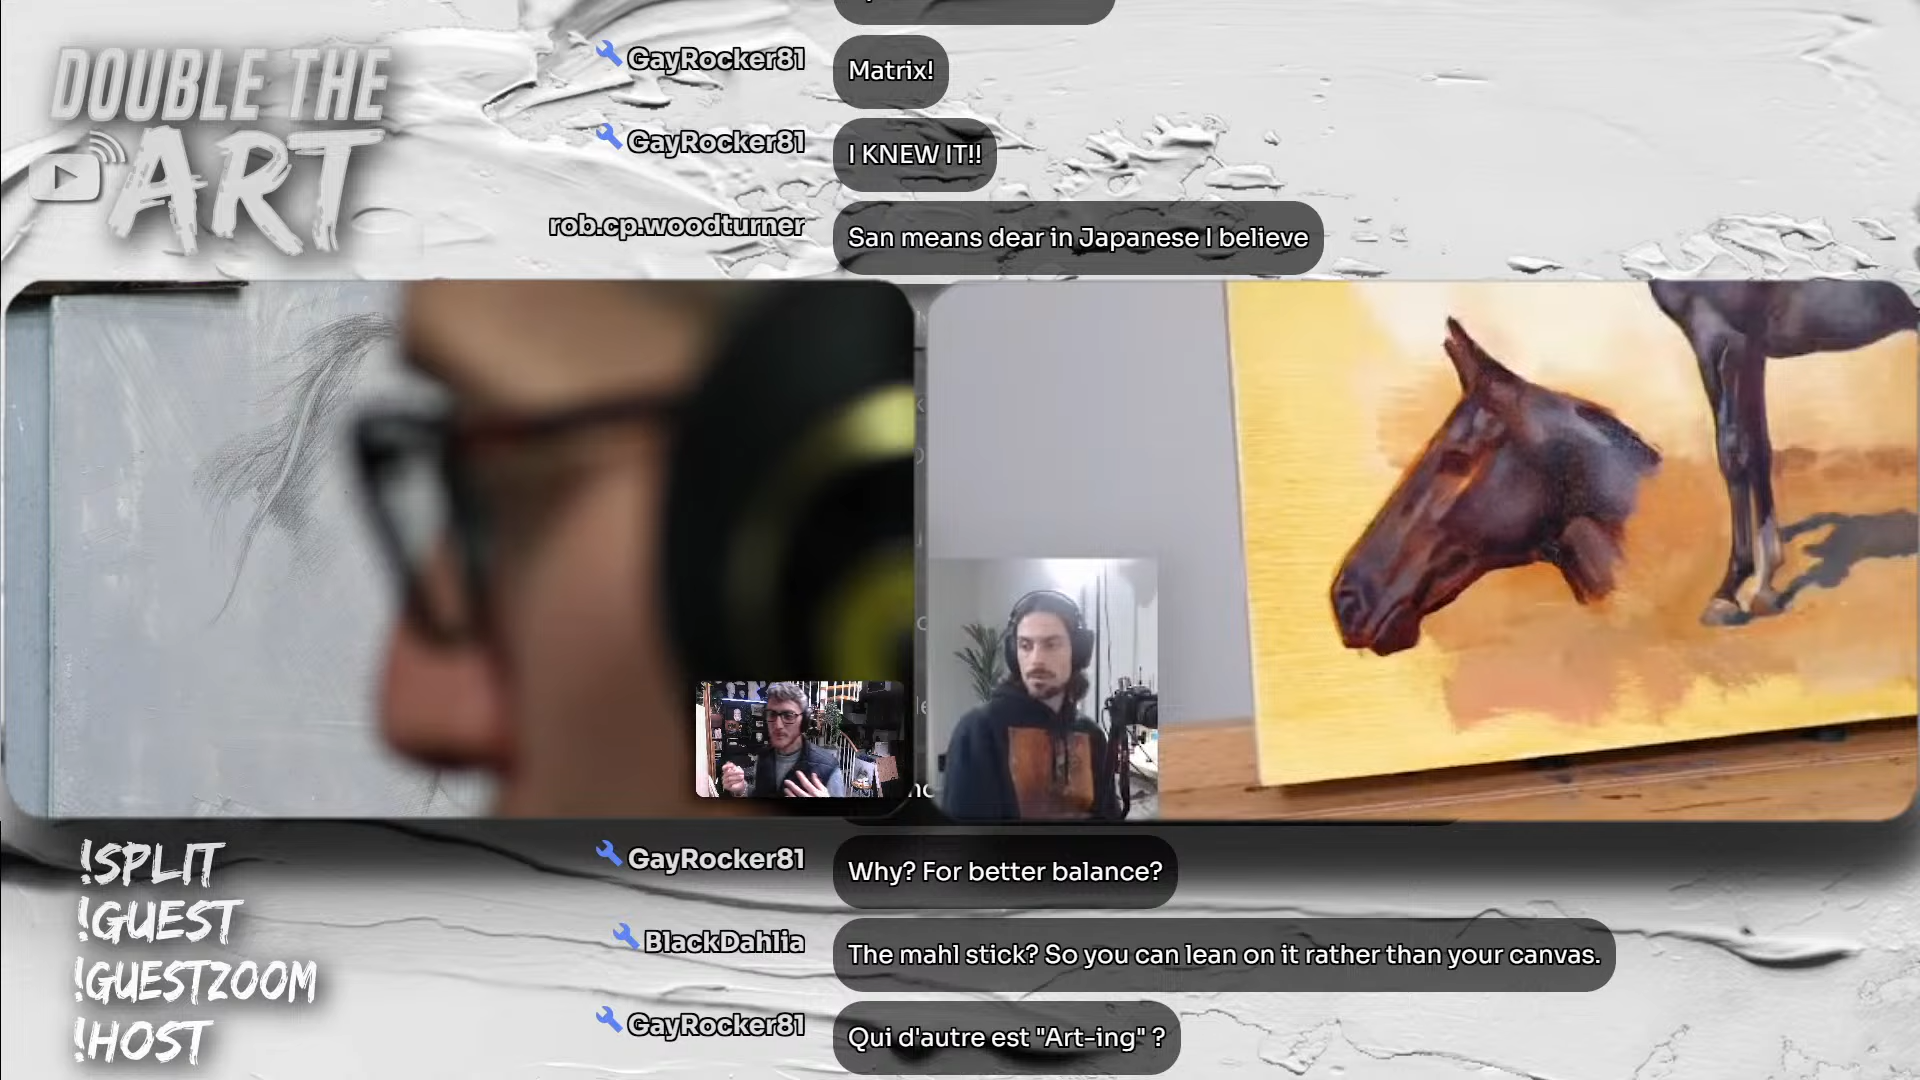 DOUBLE THE
ART
GayRocker81
Matrix!
GayRocker81
I KNEW IT!!
rob.cp.woodturner
San means dear in Japanese I believe
!SPLIT
!GUEST
!GUESTZOOM
!HOST
GayRocker81
Why? For better balance?
BlackDahlia
The mahl stick? So you can lean on it rather than your canvas.
GayRocker81
Qui d'autre est "Art-ing" ?